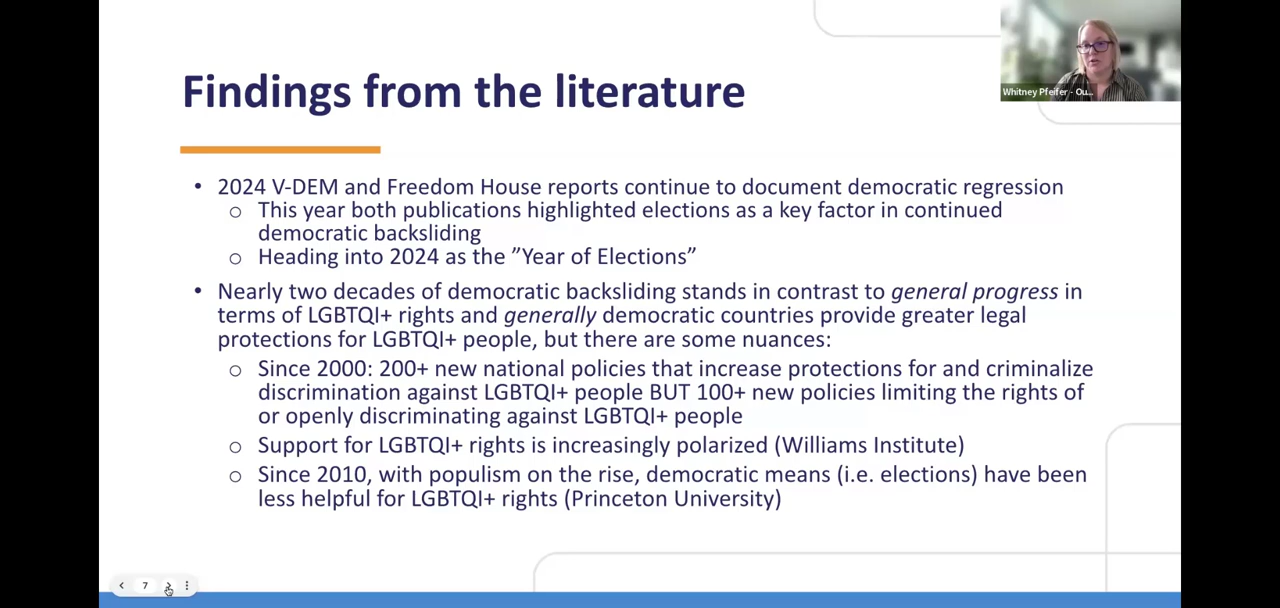 Findings from the literature
Whitney Pfeifer - Ou...
• 2024 V-DEM and Freedom House reports continue to document democratic regression
o This year both publications highlighted elections as a key factor in continued
democratic backsliding
o Heading into 2024 as the ”Year of Elections”
• Nearly two decades of democratic backsliding stands in contrast to general progress in
terms of LGBTQI+ rights and generally democratic countries provide greater legal
protections for LGBTQI+ people, but there are some nuances:
o Since 2000: 200+ new national policies that increase protections for and criminalize
discrimination against LGBTQI+ people BUT 100+ new policies limiting the rights of
or openly discriminating against LGBTQI+ people
o Support for LGBTQI+ rights is increasingly polarized (Williams Institute)
o Since 2010, with populism on the rise, democratic means (i.e. elections) have been
less helpful for LGBTQI+ rights (Princeton University)
7